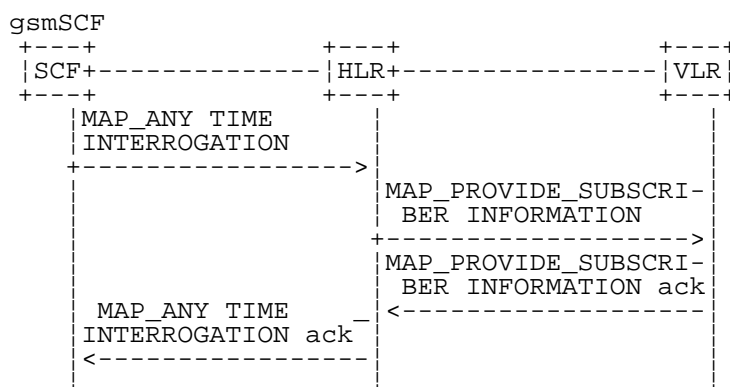 gsmSCF
SCF HLR VLR
MAP_ANY TIME
INTERROGATION
MAP_PROVIDE_SUBSCRI-
BER INFORMATION
MAP_PROVIDE_SUBSCRI-
BER INFORMATION ack
MAP_ANY TIME _
INTERROGATION ack